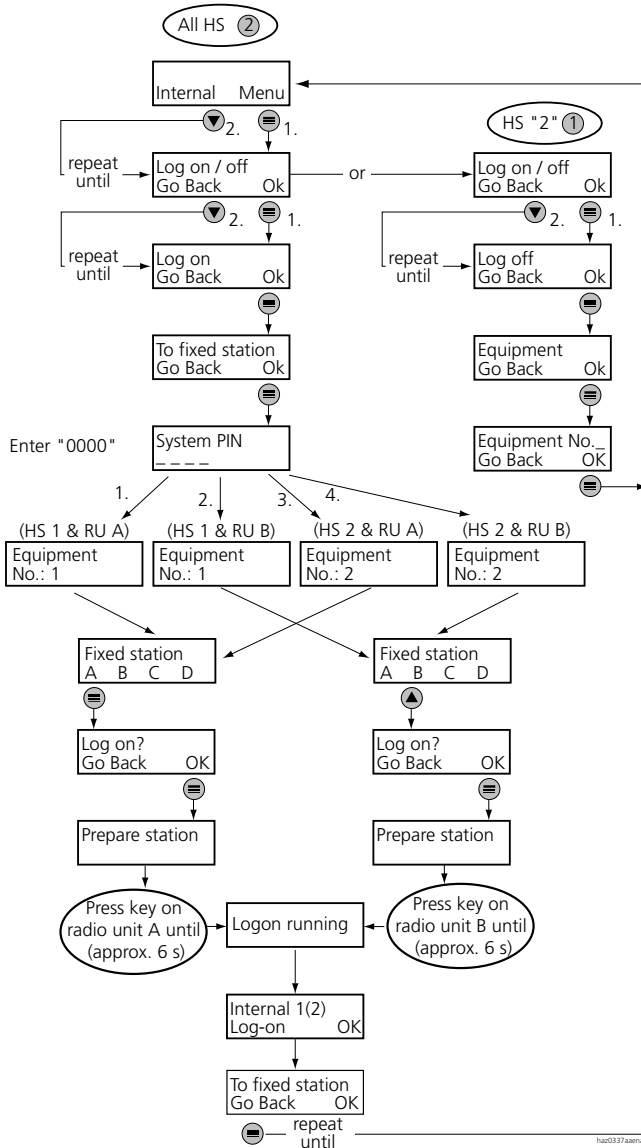 All HS 2
Internal Menu
2. 1.
HS "2" 1
repeat
until
Log on / off
Go Back Ok
or
Log on / off
Go Back Ok
2. 1.
2. 1.
repeat
until
Log on
Go Back Ok
repeat
until
Log off
Go Back Ok
To fixed station
Go Back Ok
Equipment
Go Back Ok
Enter "0000"
System PIN
_ _ _ _
Equipment No._
Go Back OK
1. 2. 3. 4.
(HS 1 & RU A) (HS 1 & RU B) (HS 2 & RU A) (HS 2 & RU B)
Equipment
No.: 1
Equipment
No.: 1
Equipment
No.: 2
Equipment
No.: 2
Fixed station
A B C D
Fixed station
A B C D
Log on?
Go Back OK
Log on?
Go Back OK
Prepare station
Prepare station
Press key on
radio unit A until
(approx. 6 s)
Logon running
Press key on
radio unit B until
(approx. 6 s)
Internal 1(2)
Log-on OK
To fixed station
Go Back OK
repeat
until